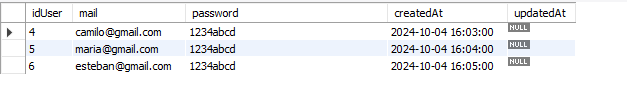 idUser mail password createdAt updatedAt
4 camilo@gmail.com 1234abcd 2024-10-04 16:03:00 NULL
5 maria@gmail.com 1234abcd 2024-10-04 16:04:00 NULL
6 esteban@gmail.com 1234abcd 2024-10-04 16:05:00 NULL